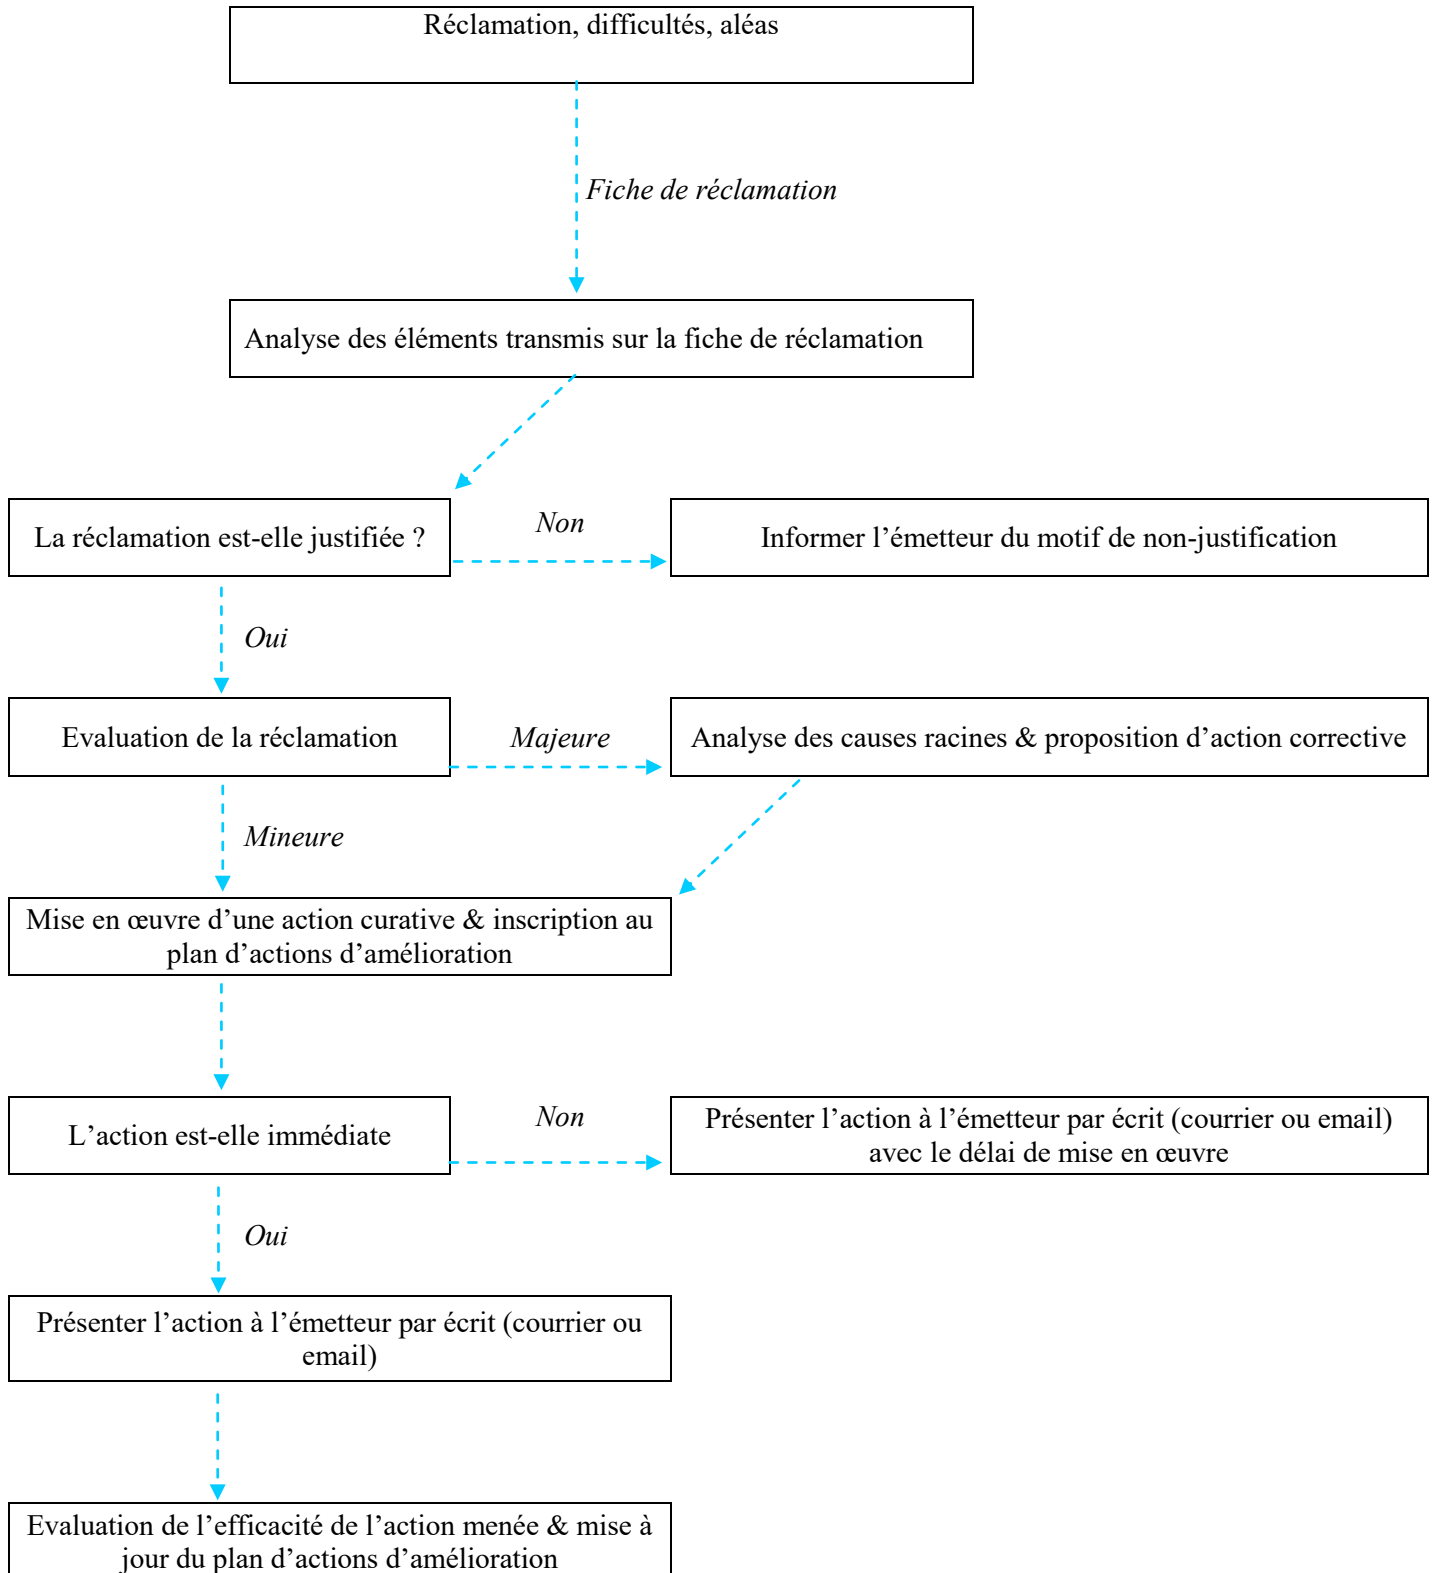 Réclamation, difficultés, aléas
Fiche de réclamation
Analyse des éléments transmis sur la fiche de réclamation
La réclamation est-elle justifiée ?
Non
Informer l’émetteur du motif de non-justification
Oui
Evaluation de la réclamation
Majeure
Analyse des causes racines & proposition d’action corrective
Mineure
Mise en œuvre d’une action curative & inscription au
plan d’actions d’amélioration
L’action est-elle immédiate
Non
Présenter l’action à l’émetteur par écrit (courrier ou email)
avec le délai de mise en œuvre
Oui
Présenter l’action à l’émetteur par écrit (courrier ou
email)
Evaluation de l’efficacité de l’action menée & mise à
jour du plan d’actions d’amélioration